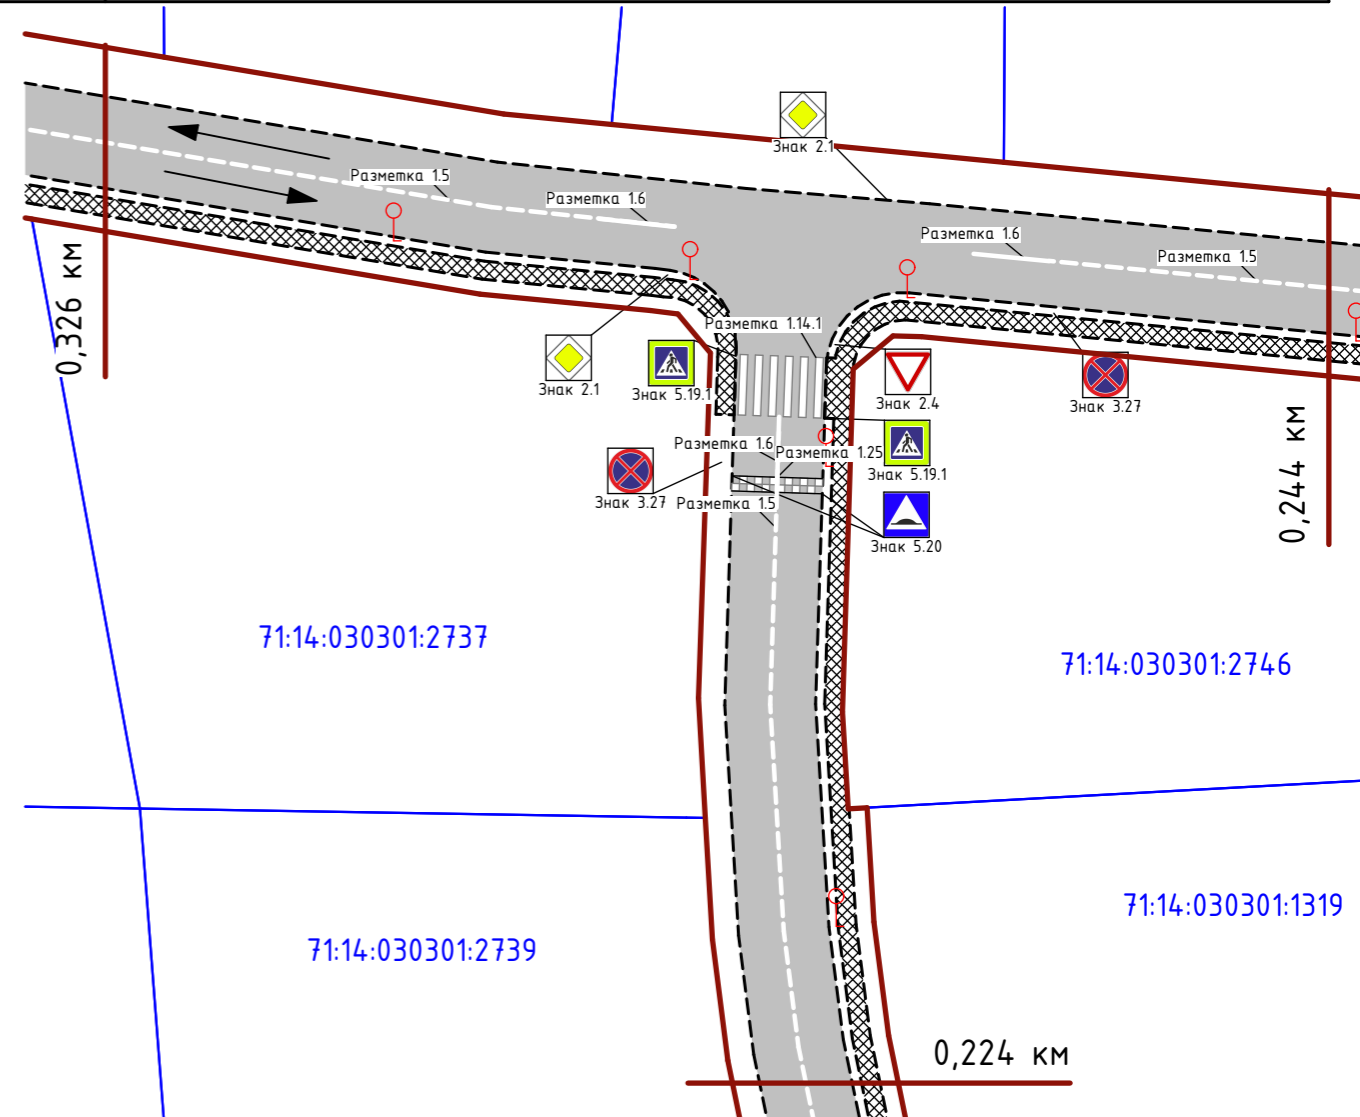 Знак 2.1
Разметка 1.5
Разметка 1.6
Разметка 1.6
Разметка 1.5
0,326 км
Разметка 1.14.1
Знак 2.1
Знак 5.19.1
Знак 2.4
Знак 3.27
0,244 км
Разметка 1.6
Разметка 1.25
Знак 5.19.1
Знак 3.27
Разметка 1.5
Знак 5.20
71:14:030301:2737
71:14:030301:2746
71:14:030301:1319
71:14:030301:2739
0,224 км